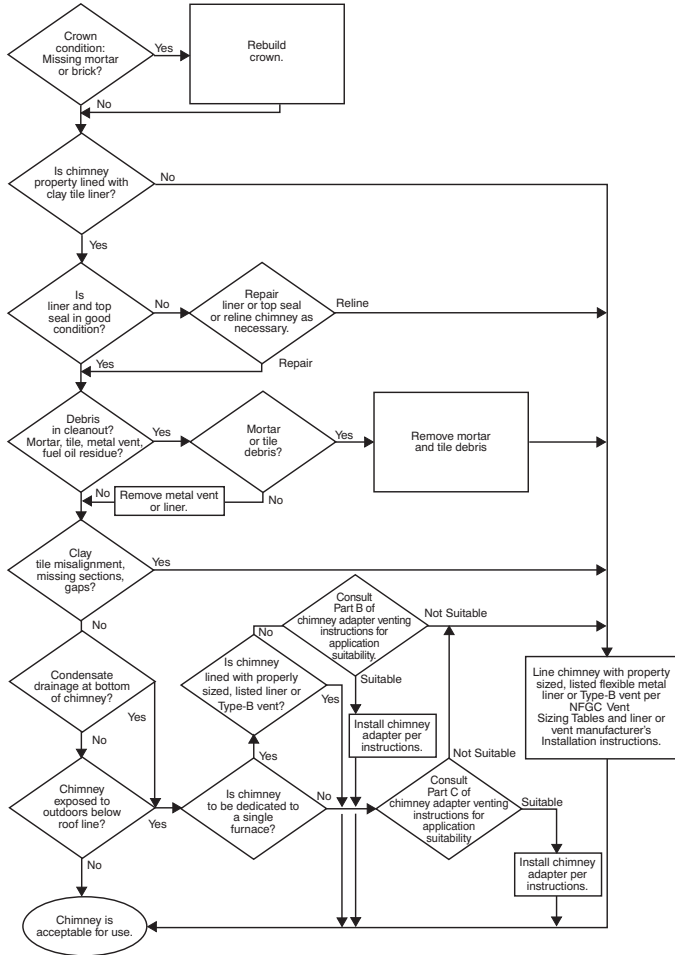 Crown
condition:
Missing mortar
or brick?
Yes
Rebuild
crown.
No
Is chimney
property lined with
clay tile liner?
No
Yes
Is
liner and top
seal in good
condition?
No
Repair
liner or top seal
or reline chimney as
necessary.
Reline
Yes
Repair
Debris
in cleanout?
Mortar, tile, metal vent,
fuel oil residue?
Yes
Mortar
or tile
debris?
Yes
Remove mortar
and tile debris
No
Remove metal vent
or liner.
No
Clay
tile misalignment,
missing sections,
gaps?
Yes
No
Condensate
drainage at bottom
of chimney?
Yes
No
Is chimney
lined with properly
sized, listed liner or
Type-B vent?
No
Yes
Consult
Part B of
chimney adapter venting
instructions for
application
suitability.
Not Suitable
Suitable
Install chimney
adapter per
instructions.
Line chimney with property
sized, listed flexible metal
liner or Type-B vent per
NFGC Vent
Sizing Tables and liner or
vent manufacturer's
Installation instructions.
Chimney
exposed to
outdoors below
roof line?
Yes
Yes
Is chimney
to be dedicated to
a single
furnace?
No
Not Suitable
Consult
Part C of
chimney adapter venting
instructions for
application
suitability
Suitable
Install chimney
adapter per
instructions.
No
Chimney is
acceptable for use.